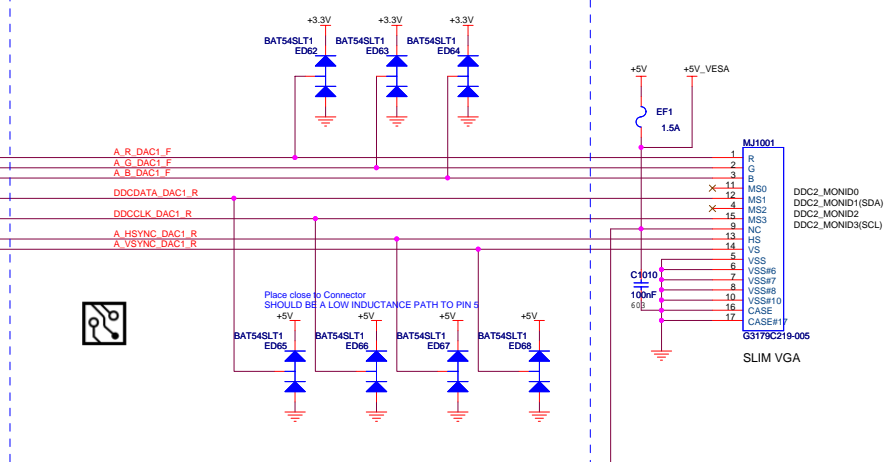 +3.3V +3.3V +3.3V
BAT54SLT1 BAT54SLT1 BAT54SLT1
ED62 ED63 ED64
+5V +5V_VESA
EF1
1.5A
MJ1001
A_R_DAC1_F 1 R
A_G_DAC1_F 2 G
A_B_DAC1_F 3 B
11 MS0 DDC2_MONID0
DDCDATA_DAC1_R 12 MS1 DDC2_MONID1(SDA)
4 MS2 DDC2_MONID2
DDCCLK_DAC1_R 15 MS3 DDC2_MONID3(SCL)
9 NC
A_HSYNC_DAC1_R 13 HS
A_VSYNC_DAC1_R 14 VS
5 VSS
6 VSS#6
7 VSS#7
8 VSS#8
10 VSS#10
16 CASE
17 CASE#17
G3179C219-005
SLIM VGA
C1010
100nF
603
Place close to Connector
SHOULD BE A LOW INDUCTANCE PATH TO PIN 5
+5V +5V +5V +5V
BAT54SLT1 BAT54SLT1 BAT54SLT1 BAT54SLT1
ED65 ED66 ED67 ED68